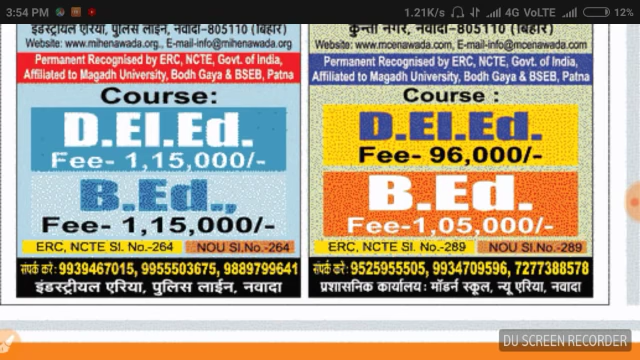 3:54 PM
1.21K/s 4G VoLTE 12%
इंडस्ट्रीयल एरिया, पुलिस लाईन, नवादा-805110 (बिहार)
Website: www.mihenawada.org., E-mail-info@mihenawada.org
Permanent Recognised by ERC, NCTE, Govt. of India,
Affiliated to Magadh University, Bodh Gaya & BSEB, Patna
Course:
D.El.Ed.
Fee- 1,15,000/-
B.Ed.,
Fee- 1,15,000/-
ERC, NCTE Sl. No.-264 NOU Sl.No.-264
संपर्क करें: 9939467015, 9955503675, 9889799641
इंडस्ट्रीयल एरिया, पुलिस लाईन, नवादा
कुन्ती नगर, नवादा-805110 (बिहार)
Website: www.mcenawada.com, E-mail-info@mcenawada.com
Permanent Recognised by ERC, NCTE, Govt. of India,
Affiliated to Magadh University, Bodh Gaya & BSEB, Patna
Course :
D.El.Ed.
Fee- 96,000/-
B.Ed.
Fee-1,05,000/-
ERC, NCTE Sl. No.-289 NOU Sl.No.-289
संपर्क करें: 9525955505, 9934709596, 7277388578
प्रशासनिक कार्यालय : मॉडर्न स्कूल, न्यू एरिया, नवादा
DU SCREEN RECORDER